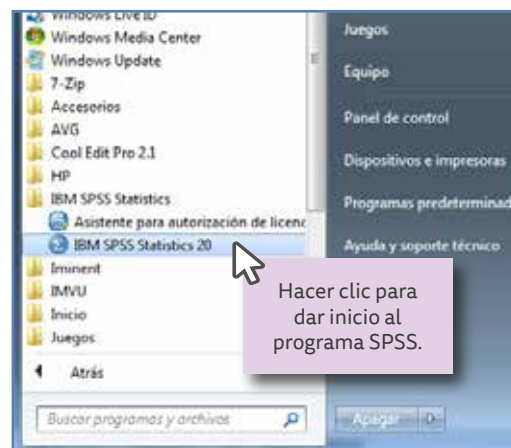 Windows Live ID
Windows Media Center
Windows Update
7-Zip
Accesorios
AVG
Cool Edit Pro 2.1
HP
IBM SPSS Statistics
Asistente para autorización de licenc
IBM SPSS Statistics 20
Iminent
IMVU
Inicio
Juegos
Atrás
Buscar programas y archivos
Juegos
Equipo
Panel de control
Dispositivos e impresoras
Programas predeterminad
Ayuda y soporte técnico
Hacer clic para
dar inicio al
programa SPSS.
Apagar